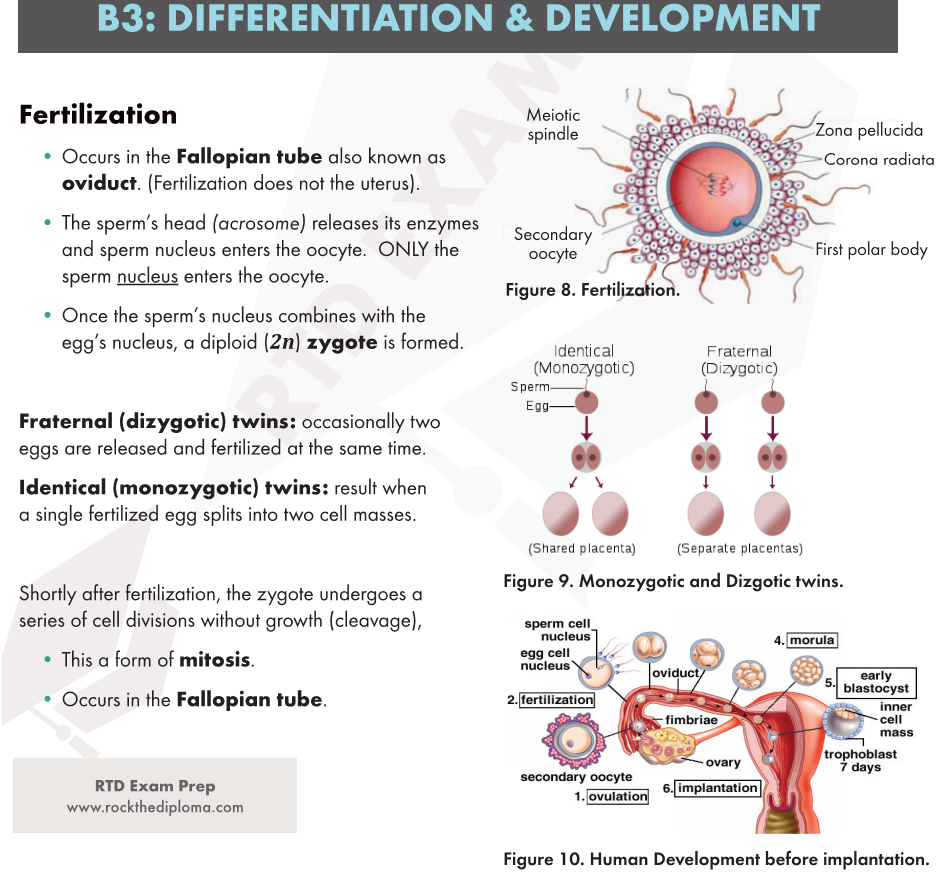 B3: DIFFERENTIATION & DEVELOPMENT
Fertilization
• Occurs in the Fallopian tube also known as
oviduct. (Fertilization does not the uterus).
• The sperm's head (acrosome) releases its enzymes
and sperm nucleus enters the oocyte. ONLY the
sperm nucleus enters the oocyte.
• Once the sperm's nucleus combines with the
egg's nucleus, a diploid (2n) zygote is formed.
Fraternal (dizygotic) twins: occasionally two
eggs are released and fertilized at the same time.
Identical (monozygotic) twins: result when
a single fertilized egg splits into two cell masses.
Shortly after fertilization, the zygote undergoes a
series of cell divisions without growth (cleavage),
• This a form of mitosis.
• Occurs in the Fallopian tube.
RTD Exam Prep
www.rockthediploma.com
Meiotic
spindle
Zona pellucida
Corona radiata
Secondary
oocyte
First polar body
Figure 8. Fertilization.
Identical
(Monozygotic)
Fraternal
(Dizygotic)
Sperm
Egg
(Shared placenta)
(Separate placentas)
Figure 9. Monozygotic and Dizgotic twins.
sperm cell
nucleus
egg cell
nucleus
4. morula
oviduct
5. early
blastocyst
2. fertilization
inner
cell
mass
fimbriae
ovary
trophoblast
7 days
secondary oocyte
1. ovulation
6. implantation
Figure 10. Human Development before implantation.
RTD EXAM